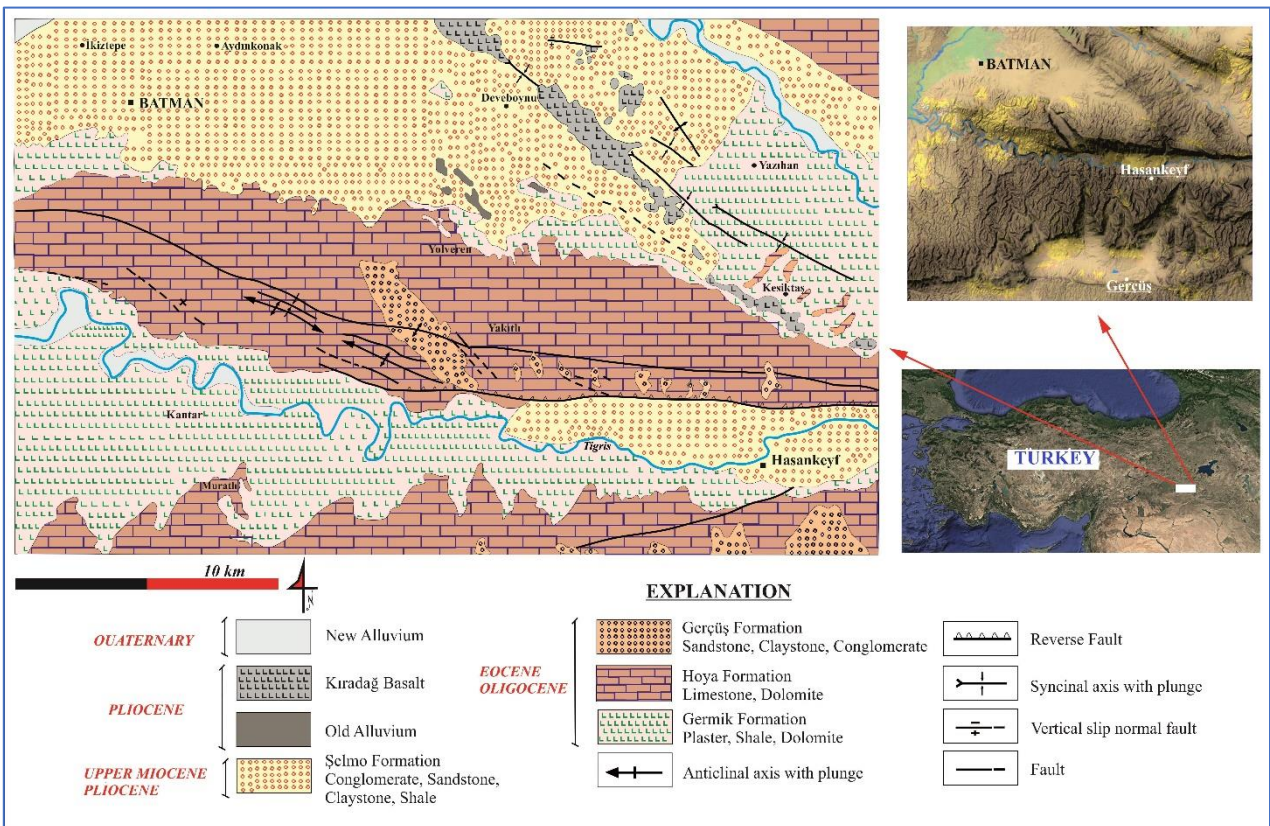 İkiztepe
Aydınkonak
BATMAN
Deveboynu
Yazıhan
Yolveren
Kesiktaş
Yakıtlı
Kantar
Tigris
Hasankeyf
Muratlı
BATMAN
Hasankeyf
Gerçüş
TURKEY
10 km
N
EXPLANATION
OUATERNARY
New Alluvium
PLIOCENE
Kıradağ Basalt
Old Alluvium
UPPER MIOCENE
PLIOCENE
Şelmo Formation
Conglomerate, Sandstone,
Claystone, Shale
EOCENE
OLIGOCENE
Gerçüş Formation
Sandstone, Claystone, Conglomerate
Hoya Formation
Limestone, Dolomite
Germik Formation
Plaster, Shale, Dolomite
Anticlinal axis with plunge
Reverse Fault
Syncinal axis with plunge
Vertical slip normal fault
Fault